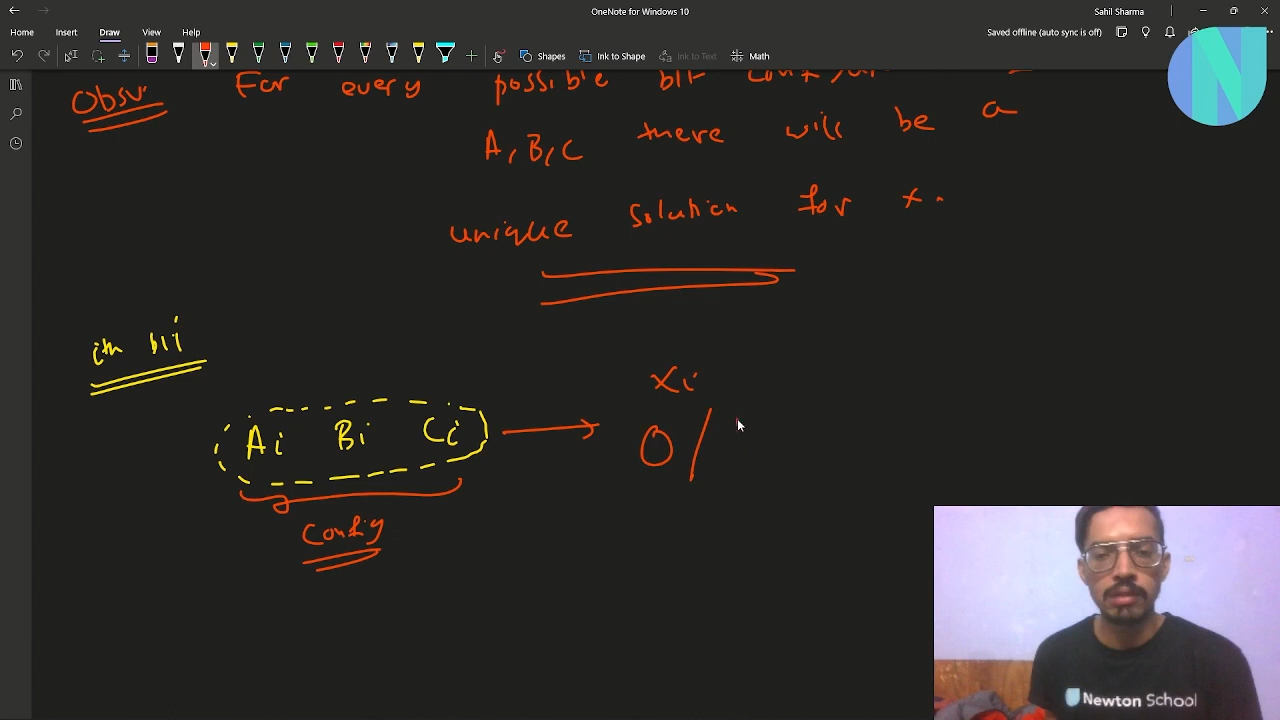 OneNote for Windows 10
Sahil Sharma
Home Insert Draw View Help
Saved offline (auto sync is off)
Shapes Ink to Shape Ink to Text Math
Obsv. For every possible bit
A, B, C there will be a
unique solution for x.
ith bit
Xi
Ai Bi Ci
0 /
Config
Newton School